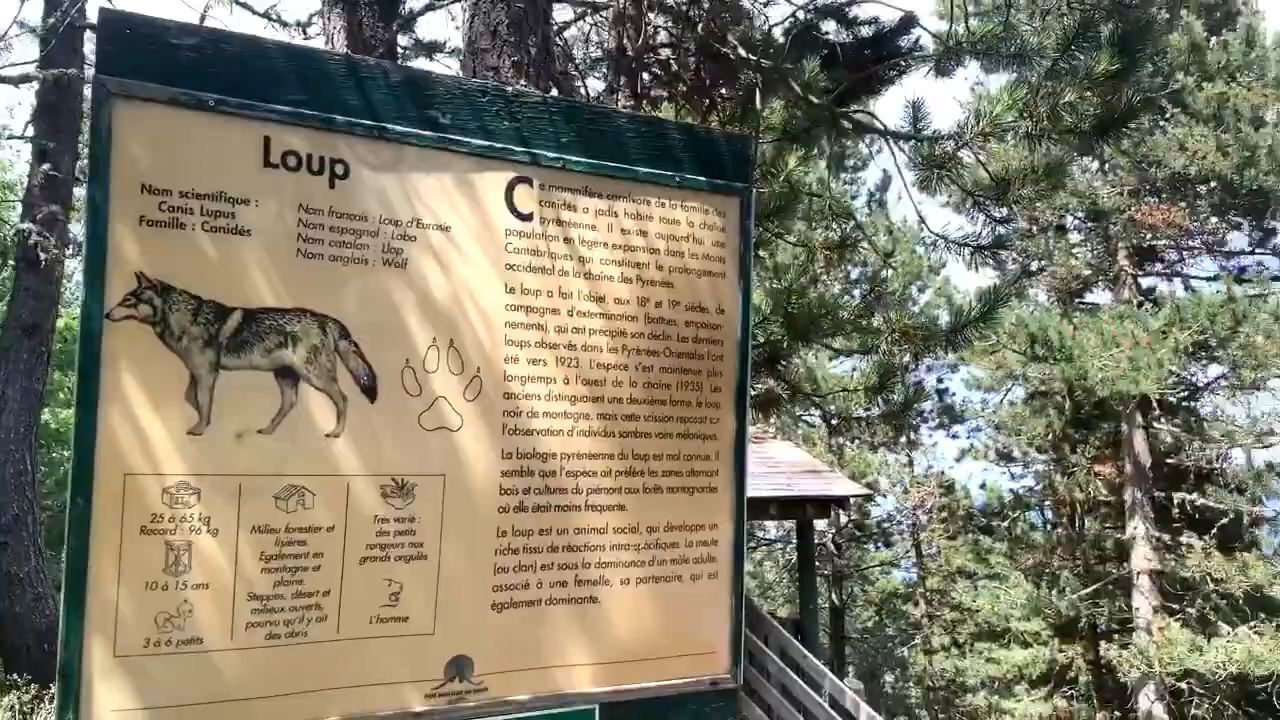 Loup
Nom scientifique :
Canis Lupus
Famille : Canidés
Nom français : Loup d'Eurasie
Nom espagnol : Lobo
Nom catalan : Llop
Nom anglais : Wolf
Ce mammifère carnivore de la famille des
canidés a jadis habité toute la chaîne
pyrénéenne. Il existe aujourd'hui une
population en légère expansion dans les Monts
Cantabriques qui constituent le prolongement
occidental de la chaîne des Pyrénées.
Le loup a fait l'objet, aux 18e et 19e siècles, de
campagnes d'extermination (battues, empoison-
nements), qui ont précipité son déclin. Les derniers
loups observés dans les Pyrénées-Orientales l'ont
été vers 1923. L'espèce s'est maintenue plus
longtemps à l'ouest de la chaîne (1935). Les
anciens distinguaient une deuxième forme, le loup
noir de montagne, mais cette scission reposait sur
l'observation d'individus sombres voire mélaniques.
La biologie pyrénéenne du loup est mal connue. Il
semble que l'espèce ait préféré les zones alternant
bois et cultures du piémont aux forêts montagnardes
où elle était moins fréquente.
Le loup est un animal social, qui développe un
riche tissu de réactions intra-spécifiques. La meute
(ou clan) est sous la dominance d'un mâle adulte,
associé à une femelle, sa partenaire, qui est
également dominante.
25 à 65 kg
Record : 96 kg
10 à 15 ans
3 à 6 petits
Milieu forestier et
lisières.
Egalement en
montagne et
plaine.
Steppes, désert et
milieux ouverts,
pourvu qu'il y ait
des abris
Très varié :
des petits
rongeurs aux
grands ongulés
L'homme